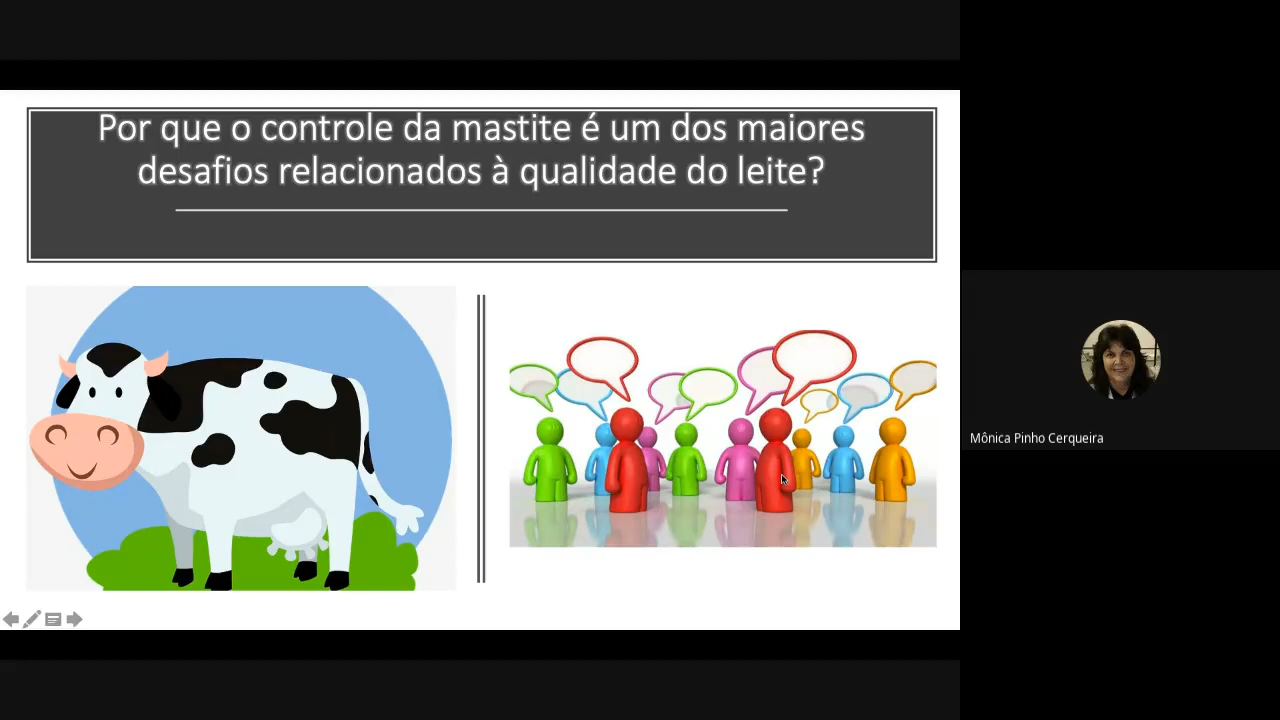 Por que o controle da mastite é um dos maiores
desafios relacionados à qualidade do leite?
Mônica Pinho Cerqueira